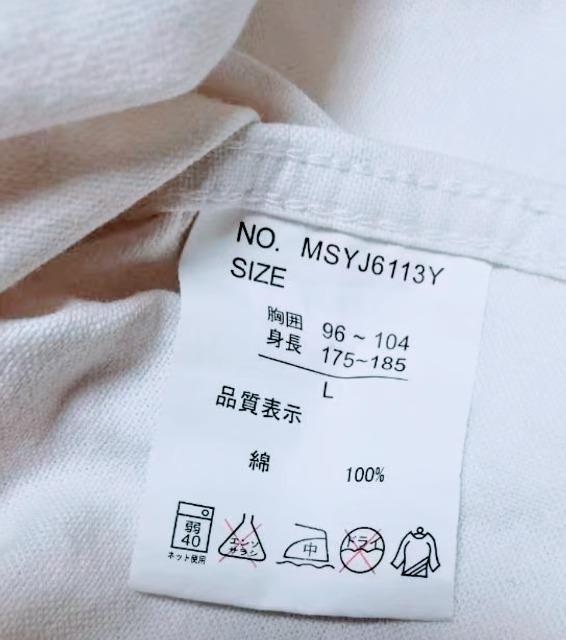 NO. MSYJ6113Y
SIZE
胸囲 96 ~ 104
身長 175~185
L
品質表示
綿 100%
弱
40
ネット使用
エンソ
サラシ
中
ドライ